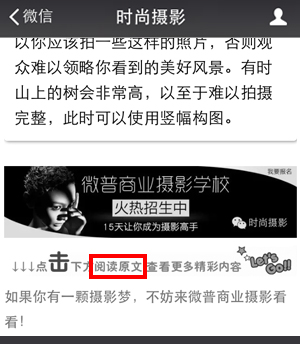 微信
时尚摄影
以你应该拍一些这样的照片，否则观
众难以领略你看到的美好风景。有时
山上的树会非常高，以至于难以拍摄
完整，此时可以使用竖幅构图。
我要报名
微普商业摄影学校
火热招生中
15天让你成为摄影高手
时尚摄影
↓↓↓点击下方阅读原文查看更多精彩内容
Let's Go!!
如果你有一颗摄影梦，不妨来微普商业摄影看
看！